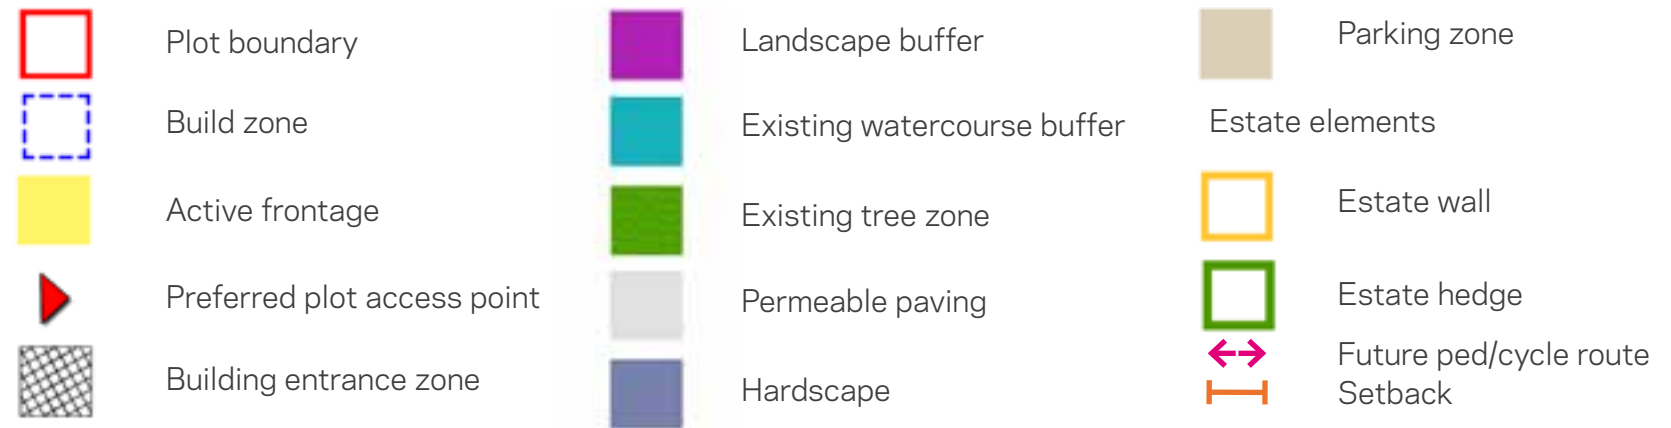 Plot boundary
Build zone
Active frontage
Preferred plot access point
Building entrance zone
Landscape buffer
Existing watercourse buffer
Existing tree zone
Permeable paving
Hardscape
Parking zone
Estate elements
Estate wall
Estate hedge
Future ped/cycle route
Setback